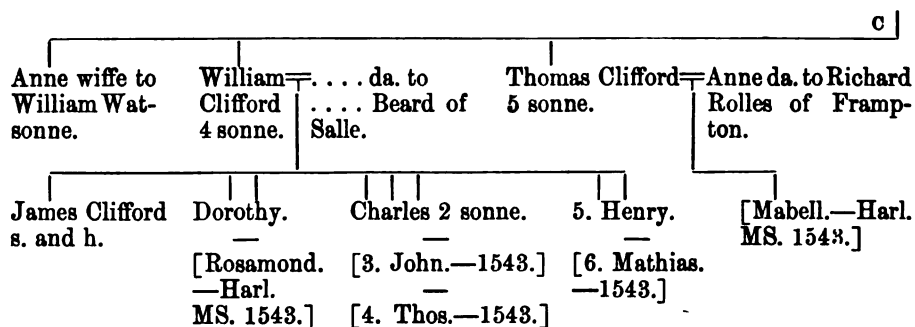 C
Anne wiffe to
William Wat-
sonne.
William=. . . . da. to
Clifford . . . . Beard of
4 sonne. Salle.
Thomas Clifford=Anne da. to Richard
5 sonne. Rolles of Framp-
ton.
James Clifford
s. and h.
Dorothy.
—
[Rosamond.
—Harl.
MS. 1543.]
Charles 2 sonne.
—
[3. John.—1543.]
—
[4. Thos.—1543.]
5. Henry.
—
[6. Mathias.
—1543.]
[Mabell.—Harl.
MS. 1543.]